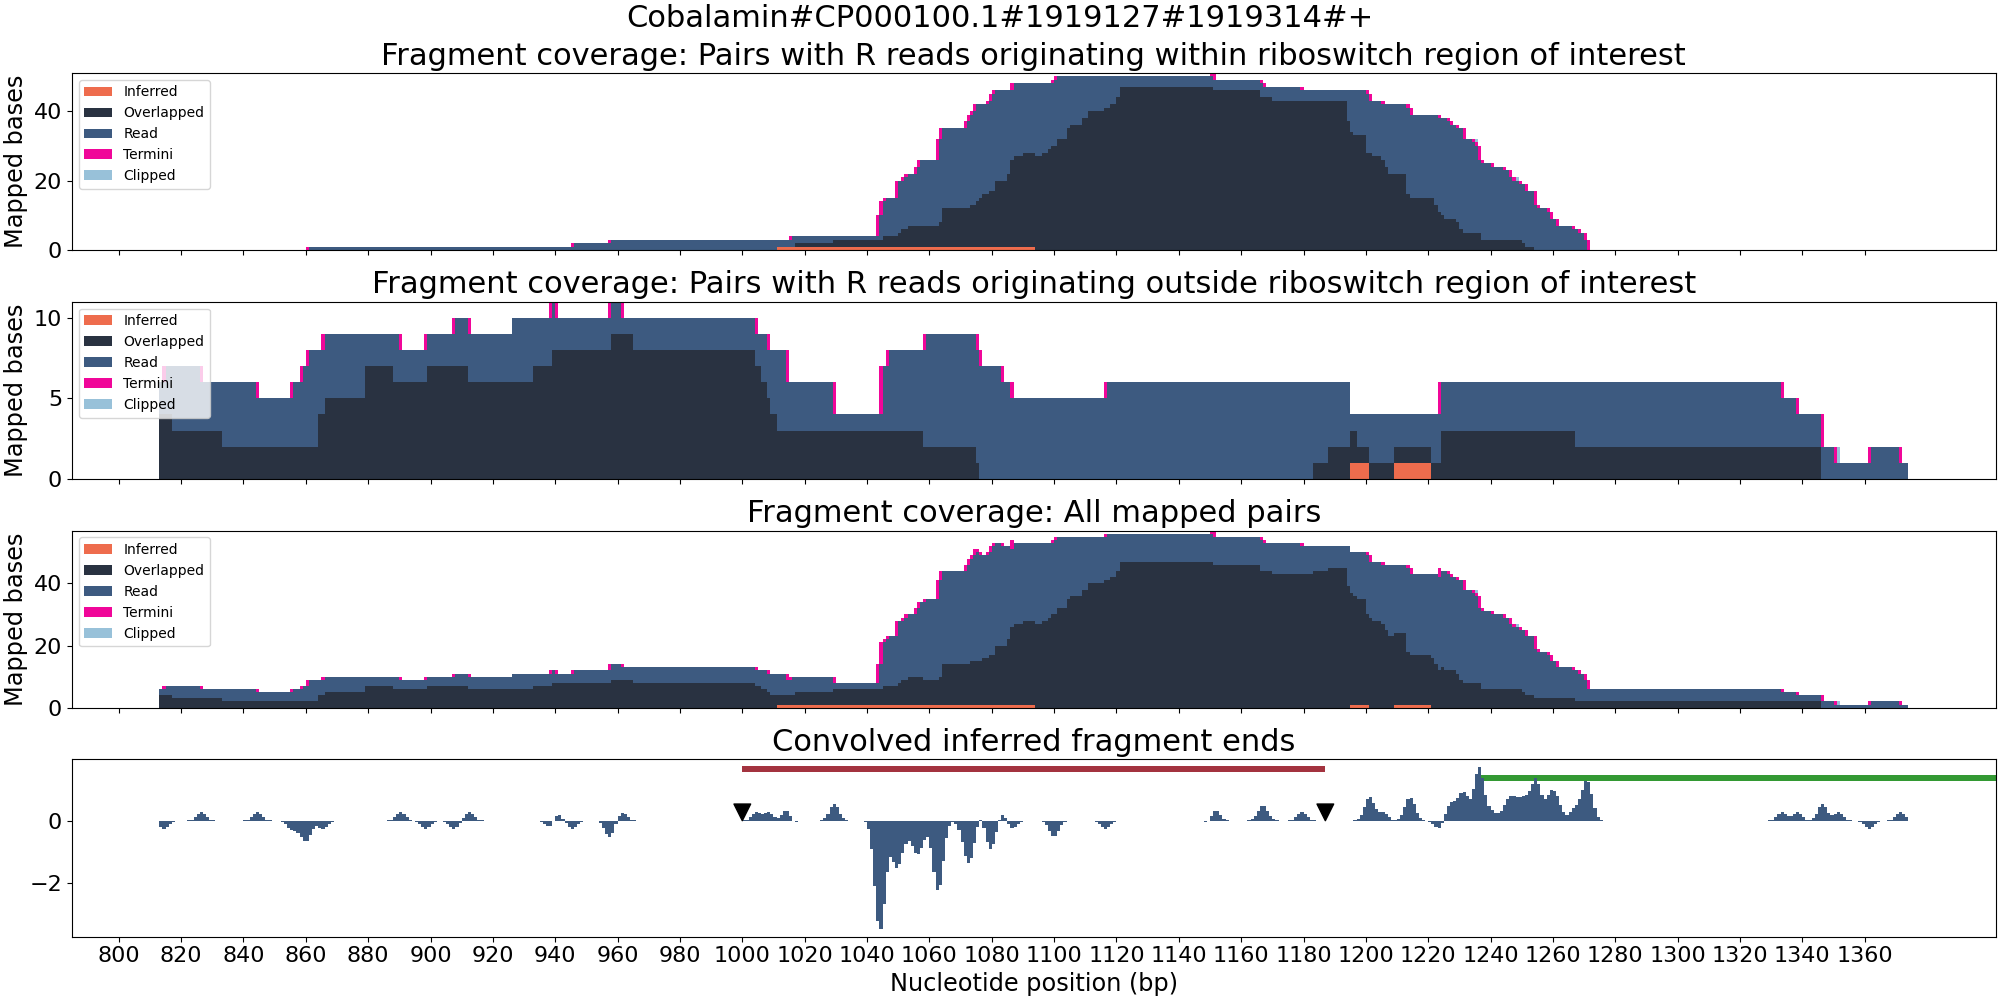 Cobalamin#CP000100.1#1919127#1919314#+
Fragment coverage: Pairs with R reads originating within riboswitch region of interest
Mapped bases
40
20
0
Inferred
Overlapped
Read
Termini
Clipped
Fragment coverage: Pairs with R reads originating outside riboswitch region of interest
Mapped bases
10
5
0
Inferred
Overlapped
Read
Termini
Clipped
Fragment coverage: All mapped pairs
Mapped bases
40
20
0
Inferred
Overlapped
Read
Termini
Clipped
Convolved inferred fragment ends
0
−2
800 820 840 860 880 900 920 940 960 980 1000 1020 1040 1060 1080 1100 1120 1140 1160 1180 1200 1220 1240 1260 1280 1300 1320 1340 1360
Nucleotide position (bp)